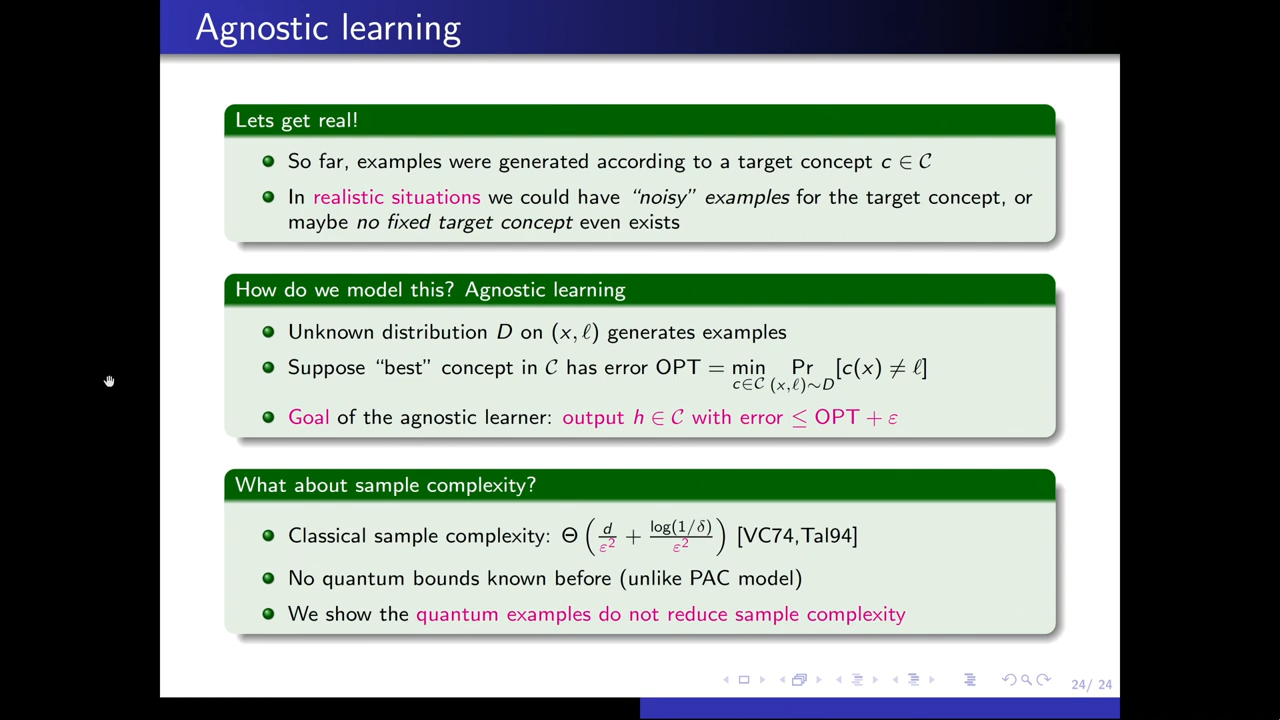 Agnostic learning
Lets get real!
So far, examples were generated according to a target concept c ∈ 𝒞
In realistic situations we could have “noisy” examples for the target concept, or
maybe no fixed target concept even exists
How do we model this? Agnostic learning
Unknown distribution D on (x, ℓ) generates examples
Suppose “best” concept in 𝒞 has error OPT = min_{c∈𝒞} Pr_{(x,ℓ)∼D} [c(x) ≠ ℓ]
Goal of the agnostic learner: output h ∈ 𝒞 with error ≤ OPT + ε
What about sample complexity?
Classical sample complexity: Θ(d/ε² + log(1/δ)/ε²) [VC74,Tal94]
No quantum bounds known before (unlike PAC model)
We show the quantum examples do not reduce sample complexity
24/ 24